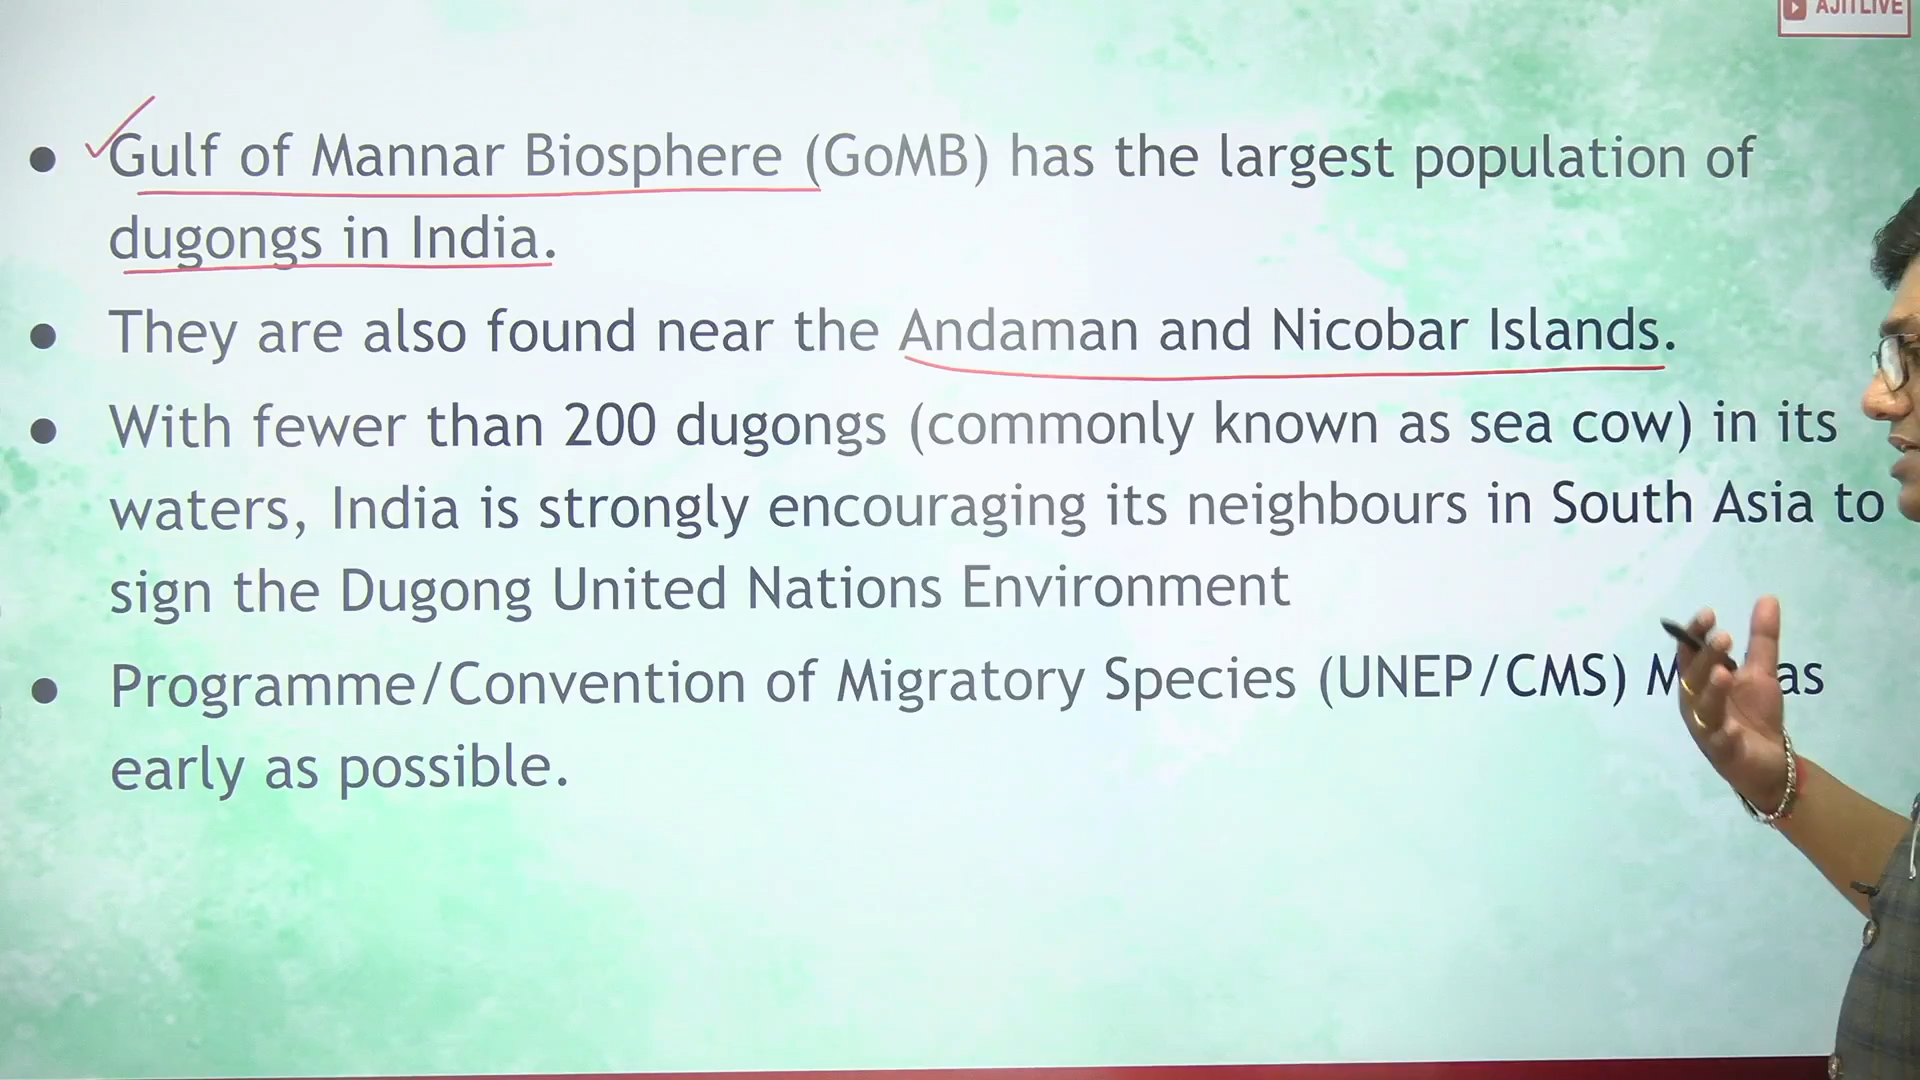 AJITLIVE
● Gulf of Mannar Biosphere (GoMB) has the largest population of
dugongs in India.
● They are also found near the Andaman and Nicobar Islands.
● With fewer than 200 dugongs (commonly known as sea cow) in its
waters, India is strongly encouraging its neighbours in South Asia to
sign the Dugong United Nations Environment
● Programme/Convention of Migratory Species (UNEP/CMS) as
early as possible.